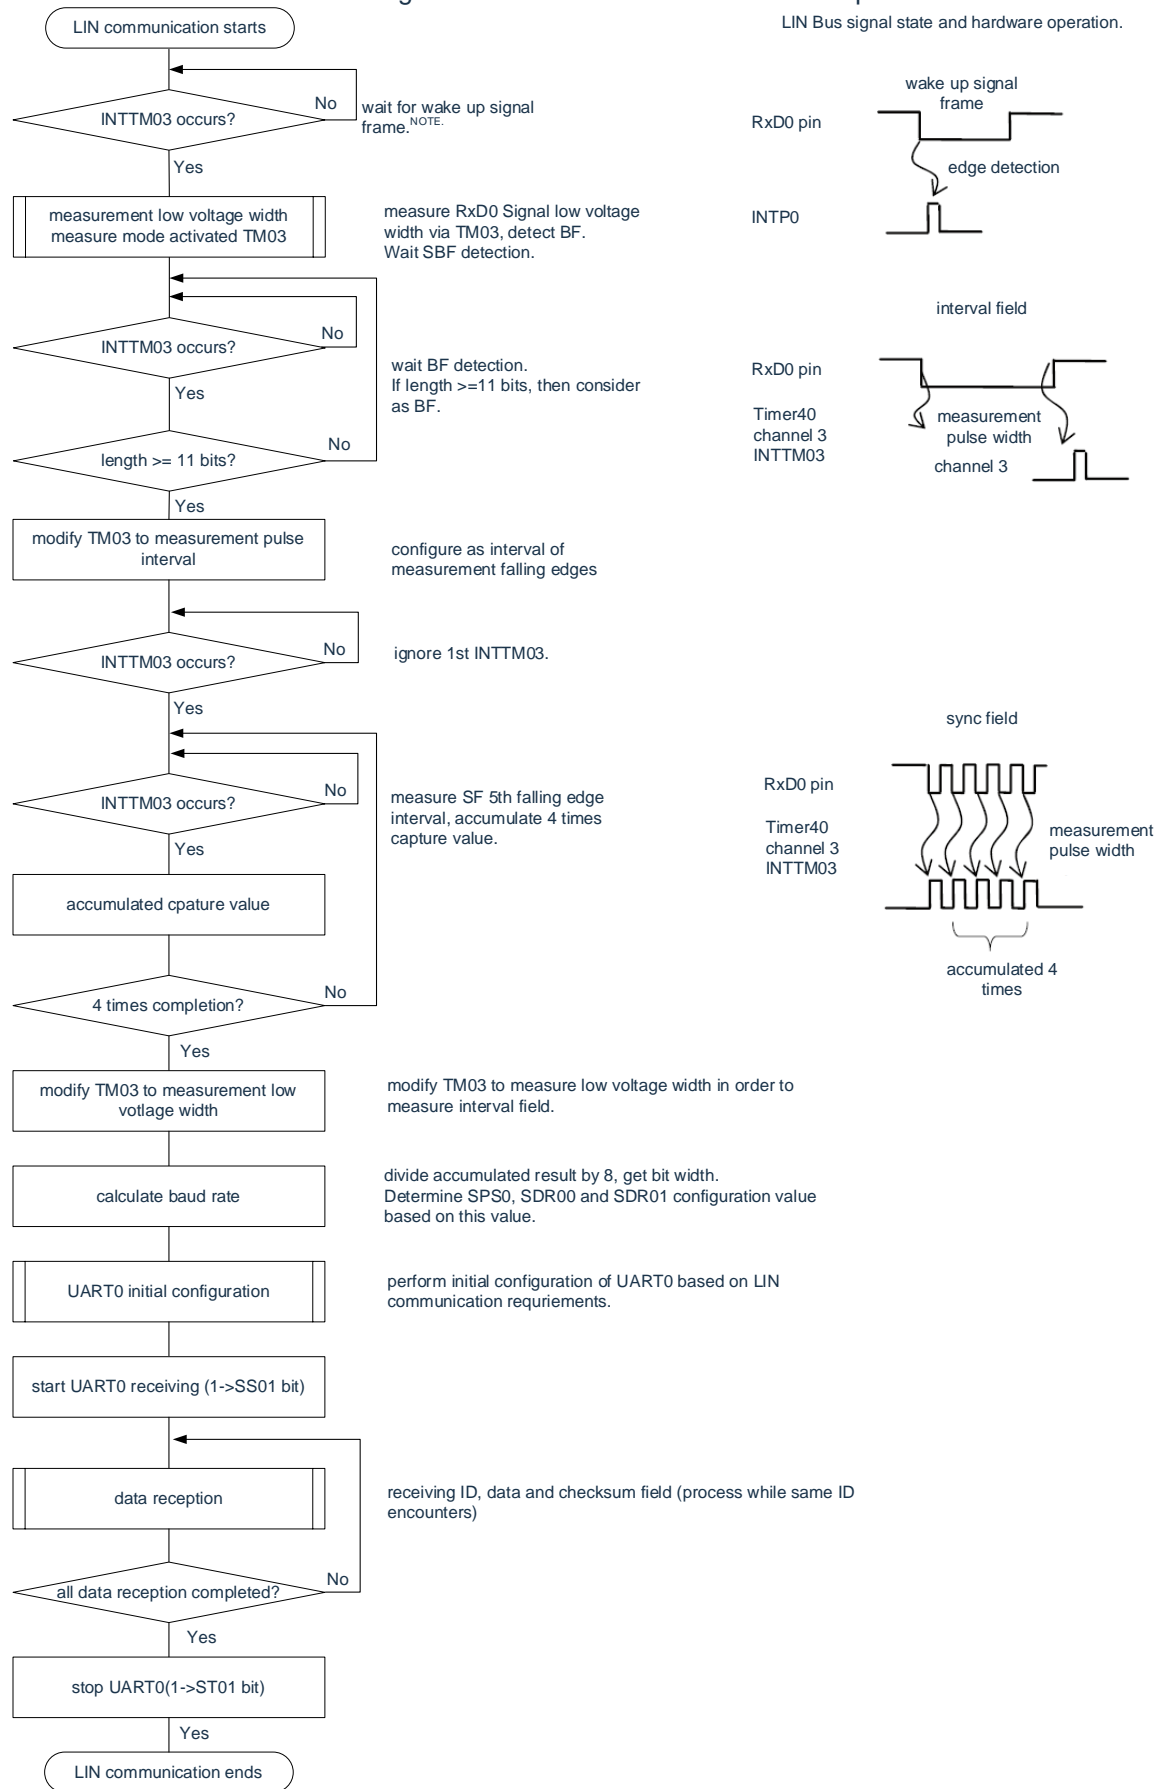 LIN communication starts
LIN Bus signal state and hardware operation.
No
INTTM03 occurs?
wait for wake up signal
frame.NOTE.
Yes
wake up signal
frame
RxD0 pin
edge detection
INTP0
measurement low voltage width
measure mode activated TM03
measure RxD0 Signal low voltage
width via TM03, detect BF.
Wait SBF detection.
interval field
No
INTTM03 occurs?
Yes
wait BF detection.
If length >=11 bits, then consider
as BF.
RxD0 pin
Timer40
channel 3
INTTM03
measurement
pulse width
channel 3
No
length >= 11 bits?
Yes
modify TM03 to measurement pulse
interval
configure as interval of
measurement falling edges
No
INTTM03 occurs?
ignore 1st INTTM03.
Yes
sync field
RxD0 pin
Timer40
channel 3
INTTM03
measurement
pulse width
accumulated 4
times
No
INTTM03 occurs?
measure SF 5th falling edge
interval, accumulate 4 times
capture value.
Yes
accumulated cpature value
No
4 times completion?
Yes
modify TM03 to measurement low
votlage width
modify TM03 to measure low voltage width in order to
measure interval field.
calculate baud rate
divide accumulated result by 8, get bit width.
Determine SPS0, SDR00 and SDR01 configuration value
based on this value.
UART0 initial configuration
perform initial configuration of UART0 based on LIN
communication requriements.
start UART0 receiving (1->SS01 bit)
data reception
receiving ID, data and checksum field (process while same ID
encounters)
No
all data reception completed?
Yes
stop UART0(1->ST01 bit)
Yes
LIN communication ends